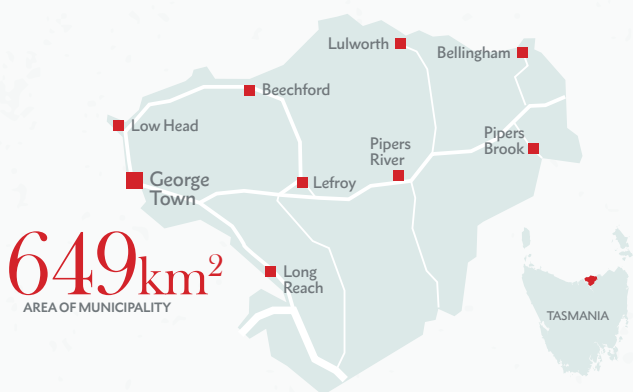 Lulworth
Bellingham
Beechford
Low Head
Pipers
Brook
Pipers
River
George
Town
Lefroy
649km²
AREA OF MUNICIPALITY
Long
Reach
TASMANIA